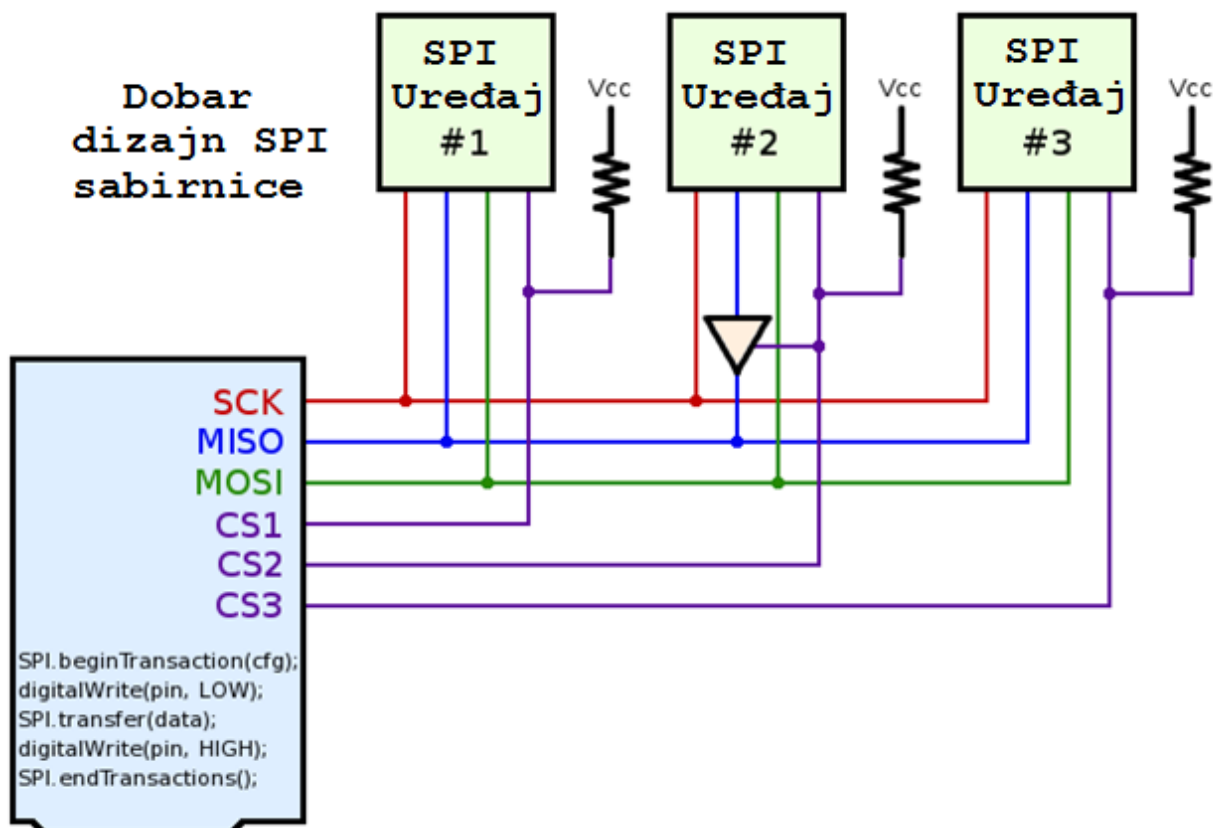 Dobar
dizajn SPI
sabirnice
SPI
Uređaj
#1
Vcc
SPI
Uređaj
#2
Vcc
SPI
Uređaj
#3
Vcc
SCK
MISO
MOSI
CS1
CS2
CS3
SPI.beginTransaction(cfg);
digitalWrite(pin, LOW);
SPI.transfer(data);
digitalWrite(pin, HIGH);
SPI.endTransactions();